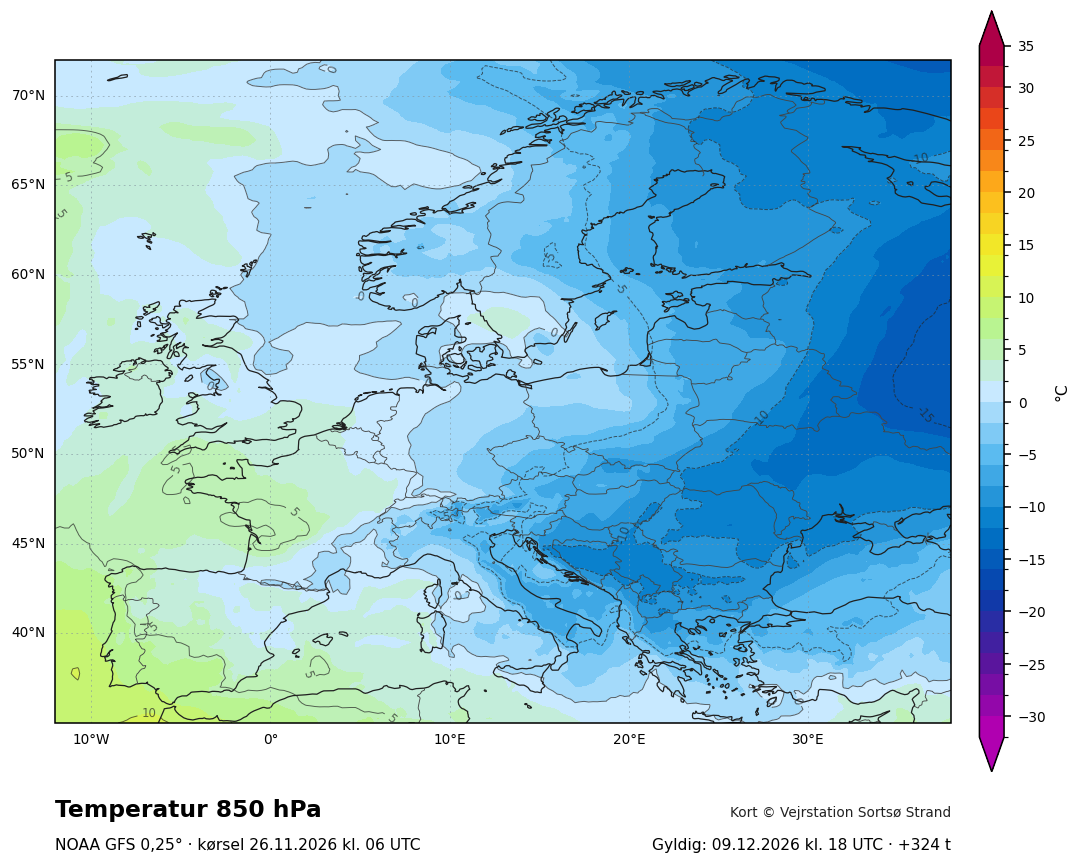 35
30
25
20
15
10
5
0
−5
−10
−15
−20
−25
−30
°C
70°N
65°N
60°N
55°N
50°N
45°N
40°N
10°W
0°
10°E
20°E
30°E
Temperatur 850 hPa
Kort © Vejrstation Sortsø Strand
NOAA GFS 0,25° · kørsel 26.11.2026 kl. 06 UTC
Gyldig: 09.12.2026 kl. 18 UTC · +324 t